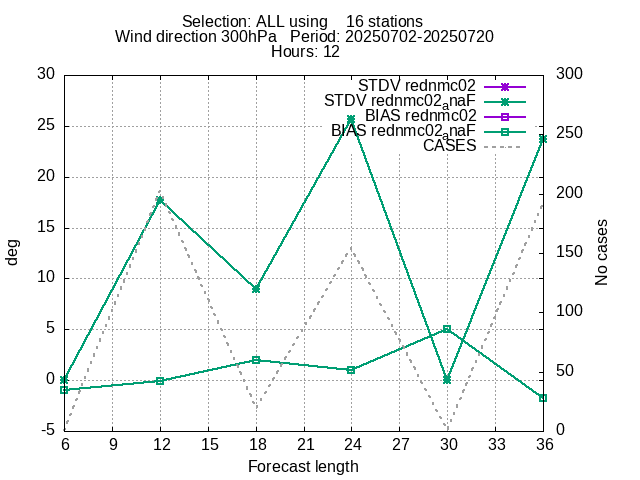 Selection: ALL using    16 stations
Wind direction 300hPa   Period: 20250702-20250720
Hours: 12
STDV rednmc02
STDV rednmc02anaF
BIAS rednmc02
BIAS rednmc02anaF
CASES
30
25
20
15
10
5
0
-5
300
250
200
150
100
50
0
deg
No cases
6 9 12 15 18 21 24 27 30 33 36
Forecast length